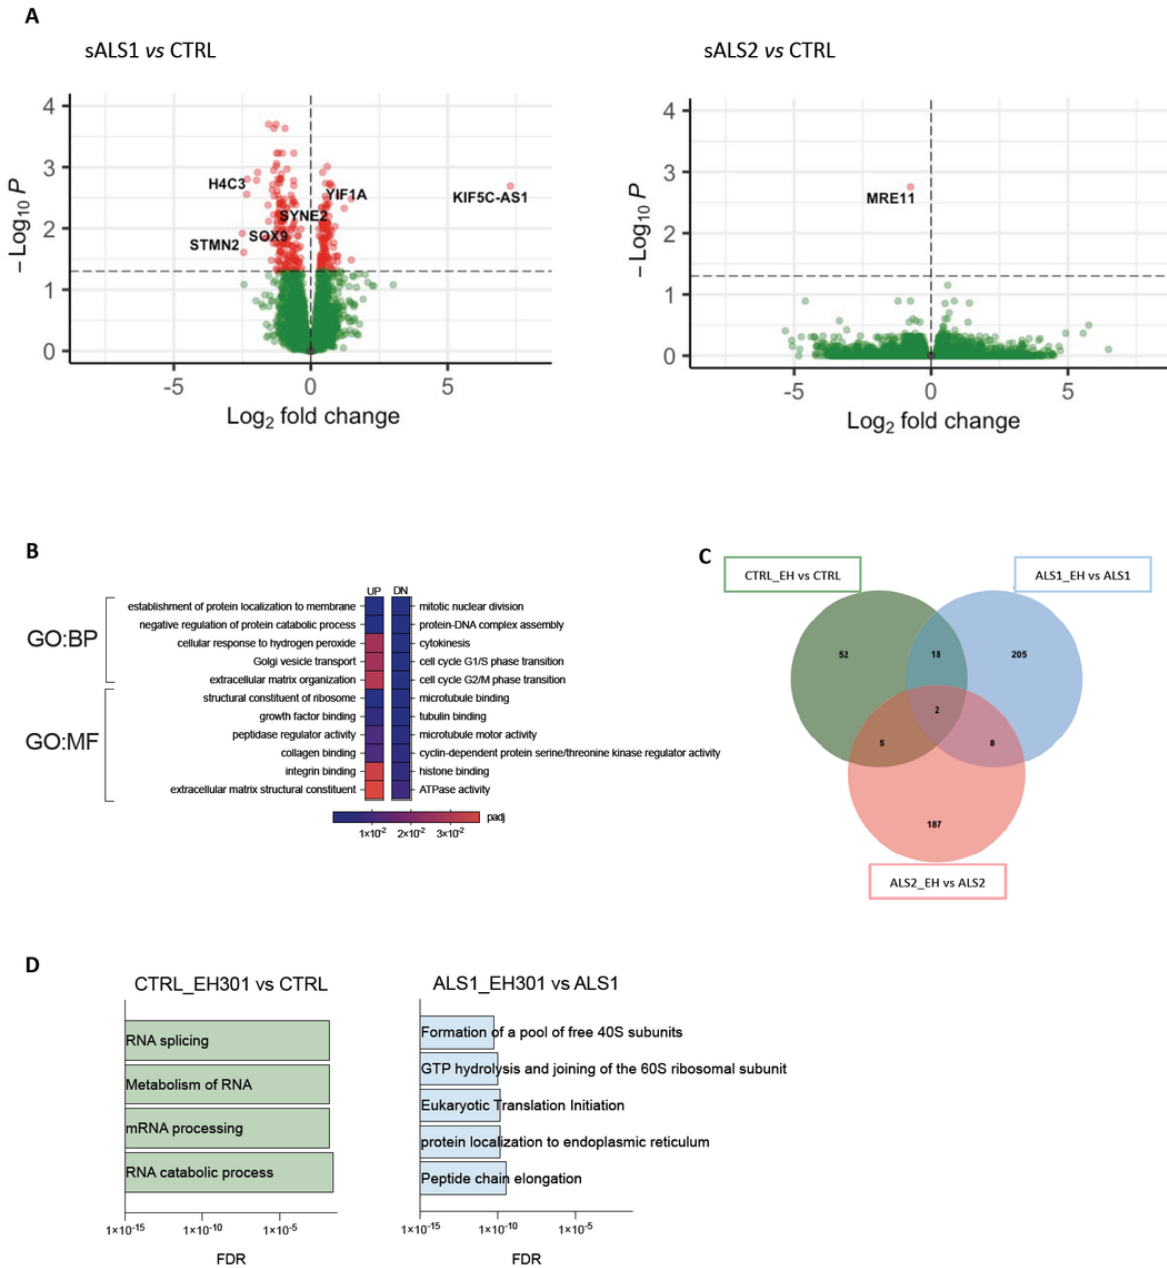 A
sALS1 vs CTRL
sALS2 vs CTRL
4
3
2
1
0
– Log10 P
H4C3
YIF1A
KIF5C-AS1
SYNE2
SOX9
STMN2
-5
0
5
Log2 fold change
4
3
2
1
0
– Log10 P
MRE11
-5
0
5
Log2 fold change
B
UP
DN
GO:BP
establishment of protein localization to membrane
mitotic nuclear division
negative regulation of protein catabolic process
protein-DNA complex assembly
cellular response to hydrogen peroxide
cytokinesis
Golgi vesicle transport
cell cycle G1/S phase transition
extracellular matrix organization
cell cycle G2/M phase transition
GO:MF
structural constituent of ribosome
microtubule binding
growth factor binding
tubulin binding
peptidase regulator activity
microtubule motor activity
collagen binding
cyclin-dependent protein serine/threonine kinase regulator activity
integrin binding
histone binding
extracellular matrix structural constituent
ATPase activity
padj
1×10-2
2×10-2
3×10-2
C
CTRL_EH vs CTRL
ALS1_EH vs ALS1
52
18
205
2
5
8
187
ALS2_EH vs ALS2
D
CTRL_EH301 vs CTRL
RNA splicing
Metabolism of RNA
mRNA processing
RNA catabolic process
1×10-15
1×10-10
1×10-5
FDR
ALS1_EH301 vs ALS1
Formation of a pool of free 40S subunits
GTP hydrolysis and joining of the 60S ribosomal subunit
Eukaryotic Translation Initiation
protein localization to endoplasmic reticulum
Peptide chain elongation
1×10-15
1×10-10
1×10-5
FDR